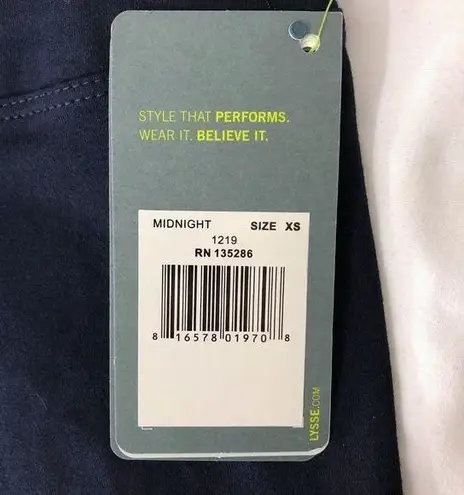 STYLE THAT PERFORMS.
WEAR IT. BELIEVE IT.
MIDNIGHT SIZE XS
1219
RN 135286
8 16578 01970 8
LYSSE.COM